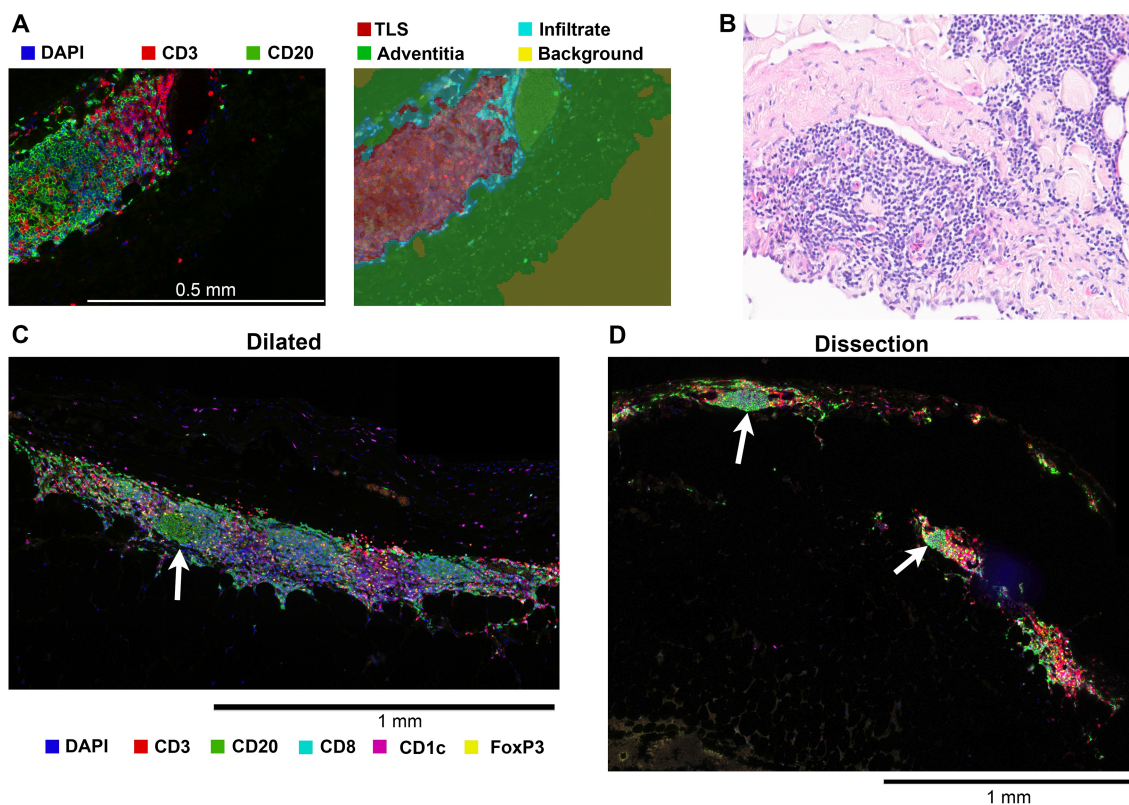 A
DAPI CD3 CD20
TLS Infiltrate
Adventitia Background
0.5 mm
B
C
Dilated
1 mm
DAPI CD3 CD20 CD8 CD1c FoxP3
D
Dissection
1 mm